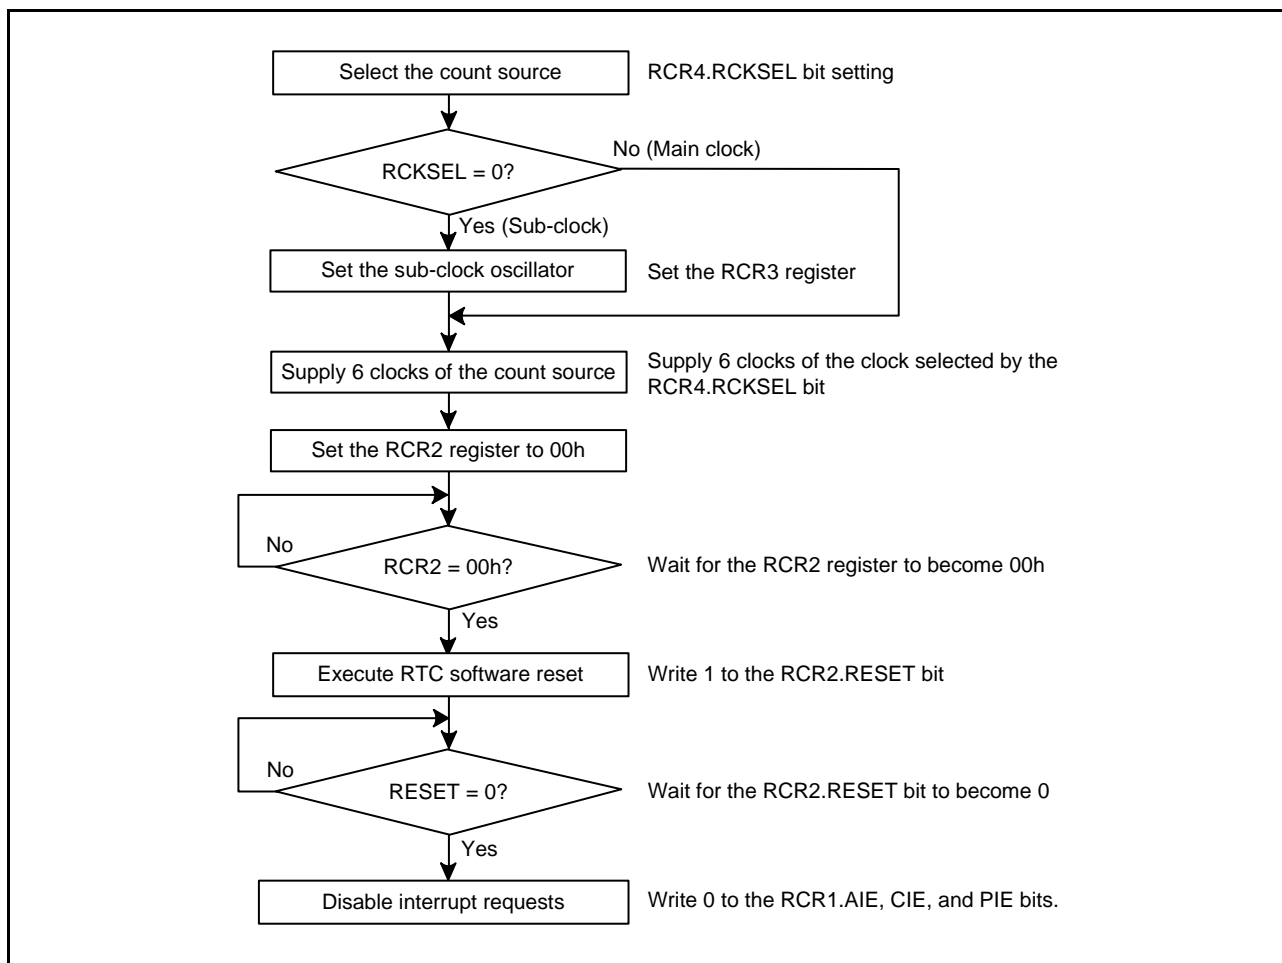 Select the count source
RCR4.RCKSEL bit setting
No (Main clock)
RCKSEL = 0?
Yes (Sub-clock)
Set the sub-clock oscillator
Set the RCR3 register
Supply 6 clocks of the count source
Supply 6 clocks of the clock selected by the
RCR4.RCKSEL bit
Set the RCR2 register to 00h
No
RCR2 = 00h?
Wait for the RCR2 register to become 00h
Yes
Execute RTC software reset
Write 1 to the RCR2.RESET bit
No
RESET = 0?
Wait for the RCR2.RESET bit to become 0
Yes
Disable interrupt requests
Write 0 to the RCR1.AIE, CIE, and PIE bits.